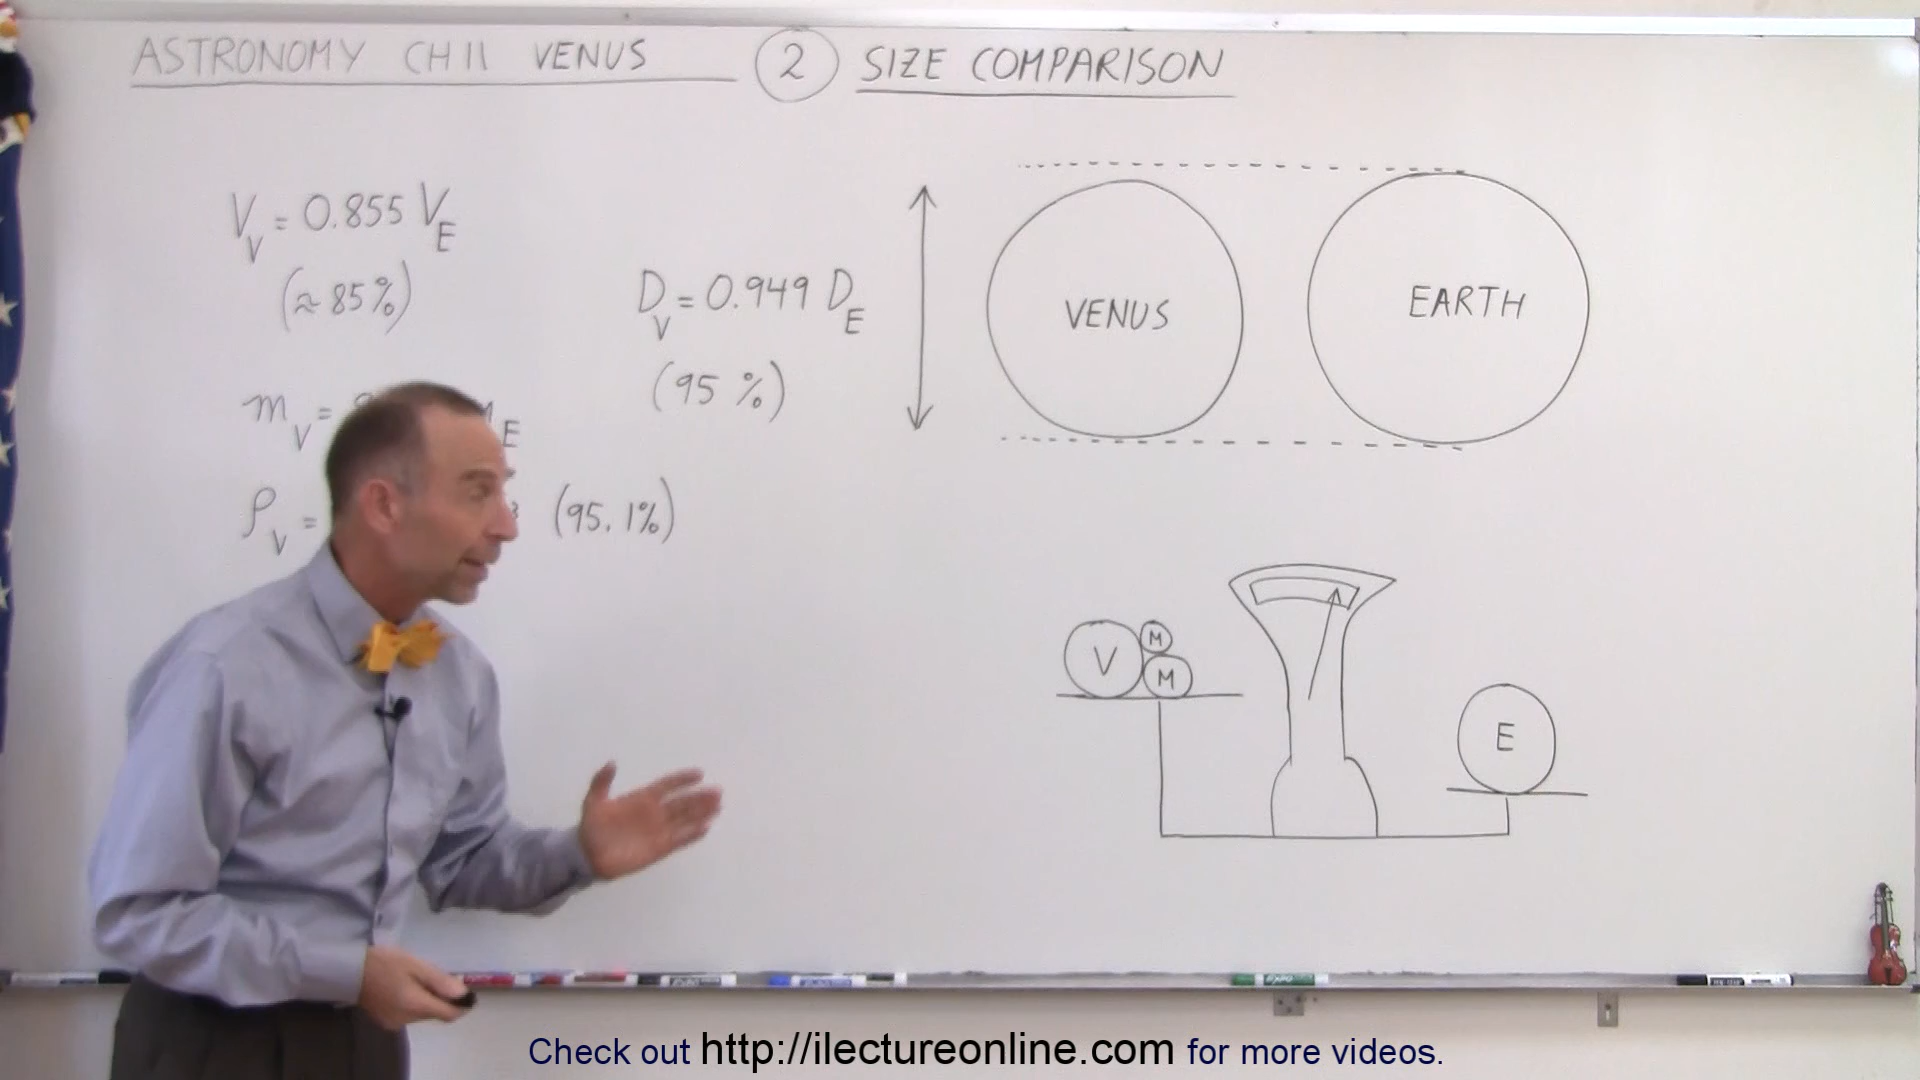 ASTRONOMY CH 11 VENUS ② SIZE COMPARISON
V_V = 0.855 V_E
(≈ 85%)
D_V = 0.949 D_E
(95 %)
m_V =
E
ρ_V =
(95.1%)
VENUS
EARTH
V
M
M
E
Check out http://ilectureonline.com for more videos.